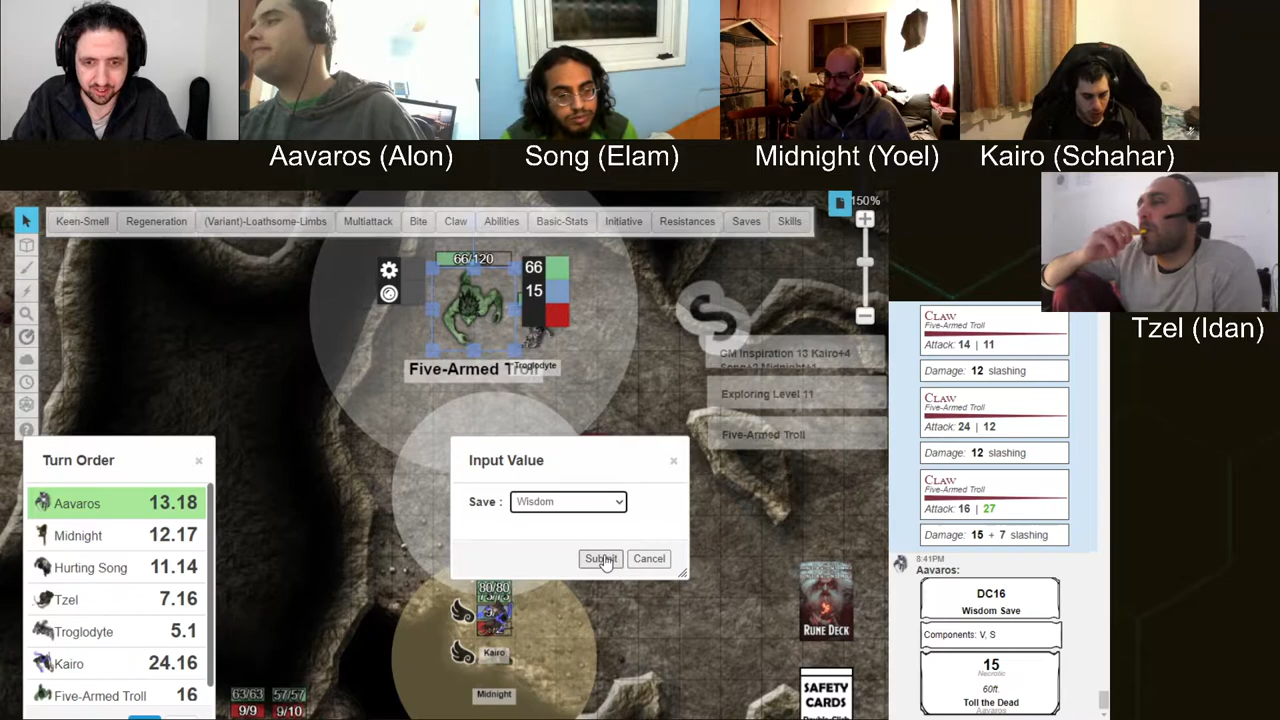 Aavaros (Alon)
Song (Elam)
Midnight (Yoel)
Kairo (Schahar)
Tzel (Idan)
Keen-Smell
Regeneration
(Variant)-Loathsome-Limbs
Multiattack
Bite
Claw
Abilities
Basic-Stats
Initiative
Resistances
Saves
Skills
150%
66/120
66
15
Five-Armed Troll
Troglodyte
GM Inspiration 13 Kairo+4
Exploring Level 11
Five-Armed Troll
Turn Order
Aavaros 13.18
Midnight 12.17
Hurting Song 11.14
Tzel 7.16
Troglodyte 5.1
Kairo 24.16
Five-Armed Troll 16
Input Value
Save :
Wisdom
Submit
Cancel
80/80
Kairo
Midnight
63/63
57/57
9/9
9/10
RUNE DECK
SAFETY
CARDS
CLAW
Five-Armed Troll
Attack: 14 | 11
Damage: 12 slashing
CLAW
Five-Armed Troll
Attack: 24 | 12
Damage: 12 slashing
CLAW
Five-Armed Troll
Attack: 16 | 27
Damage: 15 + 7 slashing
8:41PM
Aavaros:
DC16
Wisdom Save
Components: V, S
15
Necrotic
60ft.
Toll the Dead
Aavaros